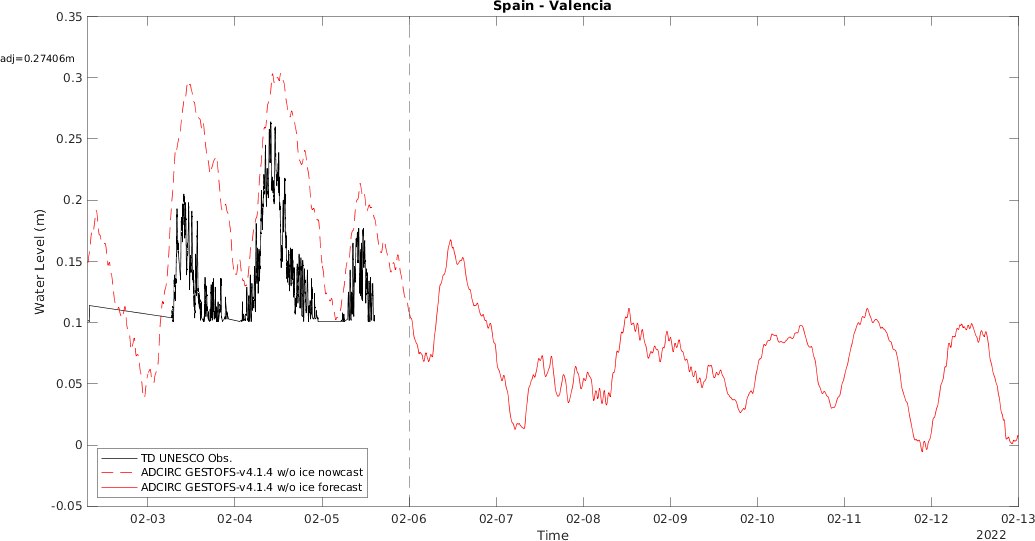 Spain - Valencia
adj=0.27406m
0.35
0.3
0.25
0.2
0.15
0.1
0.05
0
-0.05
Water Level (m)
TD UNESCO Obs.
ADCIRC GESTOFS-v4.1.4 w/o ice nowcast
ADCIRC GESTOFS-v4.1.4 w/o ice forecast
02-03 02-04 02-05 02-06 02-07 02-08 02-09 02-10 02-11 02-12 02-13
Time
2022